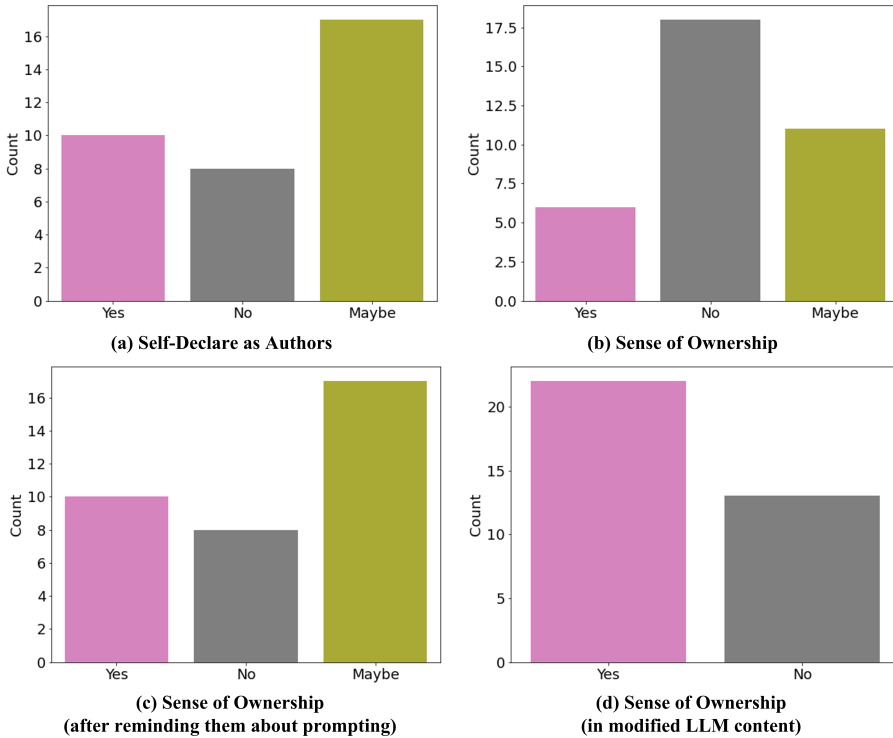 16
14
12
10
8
6
4
2
0
Count
Yes
No
Maybe
(a) Self-Declare as Authors
17.5
15.0
12.5
10.0
7.5
5.0
2.5
0.0
Count
Yes
No
Maybe
(b) Sense of Ownership
16
14
12
10
8
6
4
2
0
Count
Yes
No
Maybe
(c) Sense of Ownership
(after reminding them about prompting)
20
15
10
5
0
Count
Yes
No
(d) Sense of Ownership
(in modified LLM content)